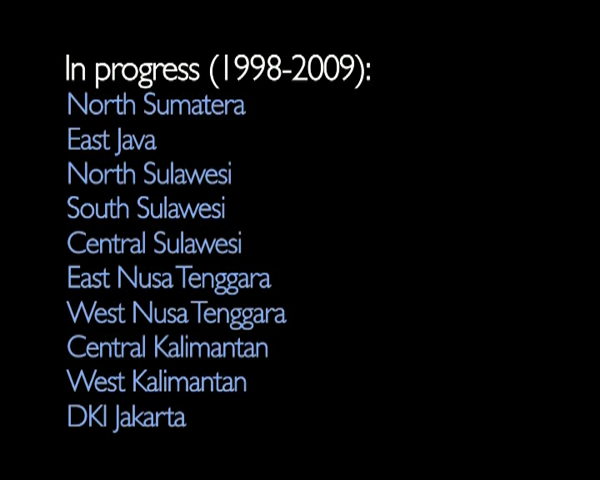 In progress (1998-2009):
North Sumatera
East Java
North Sulawesi
South Sulawesi
Central Sulawesi
East Nusa Tenggara
West Nusa Tenggara
Central Kalimantan
West Kalimantan
DKI Jakarta